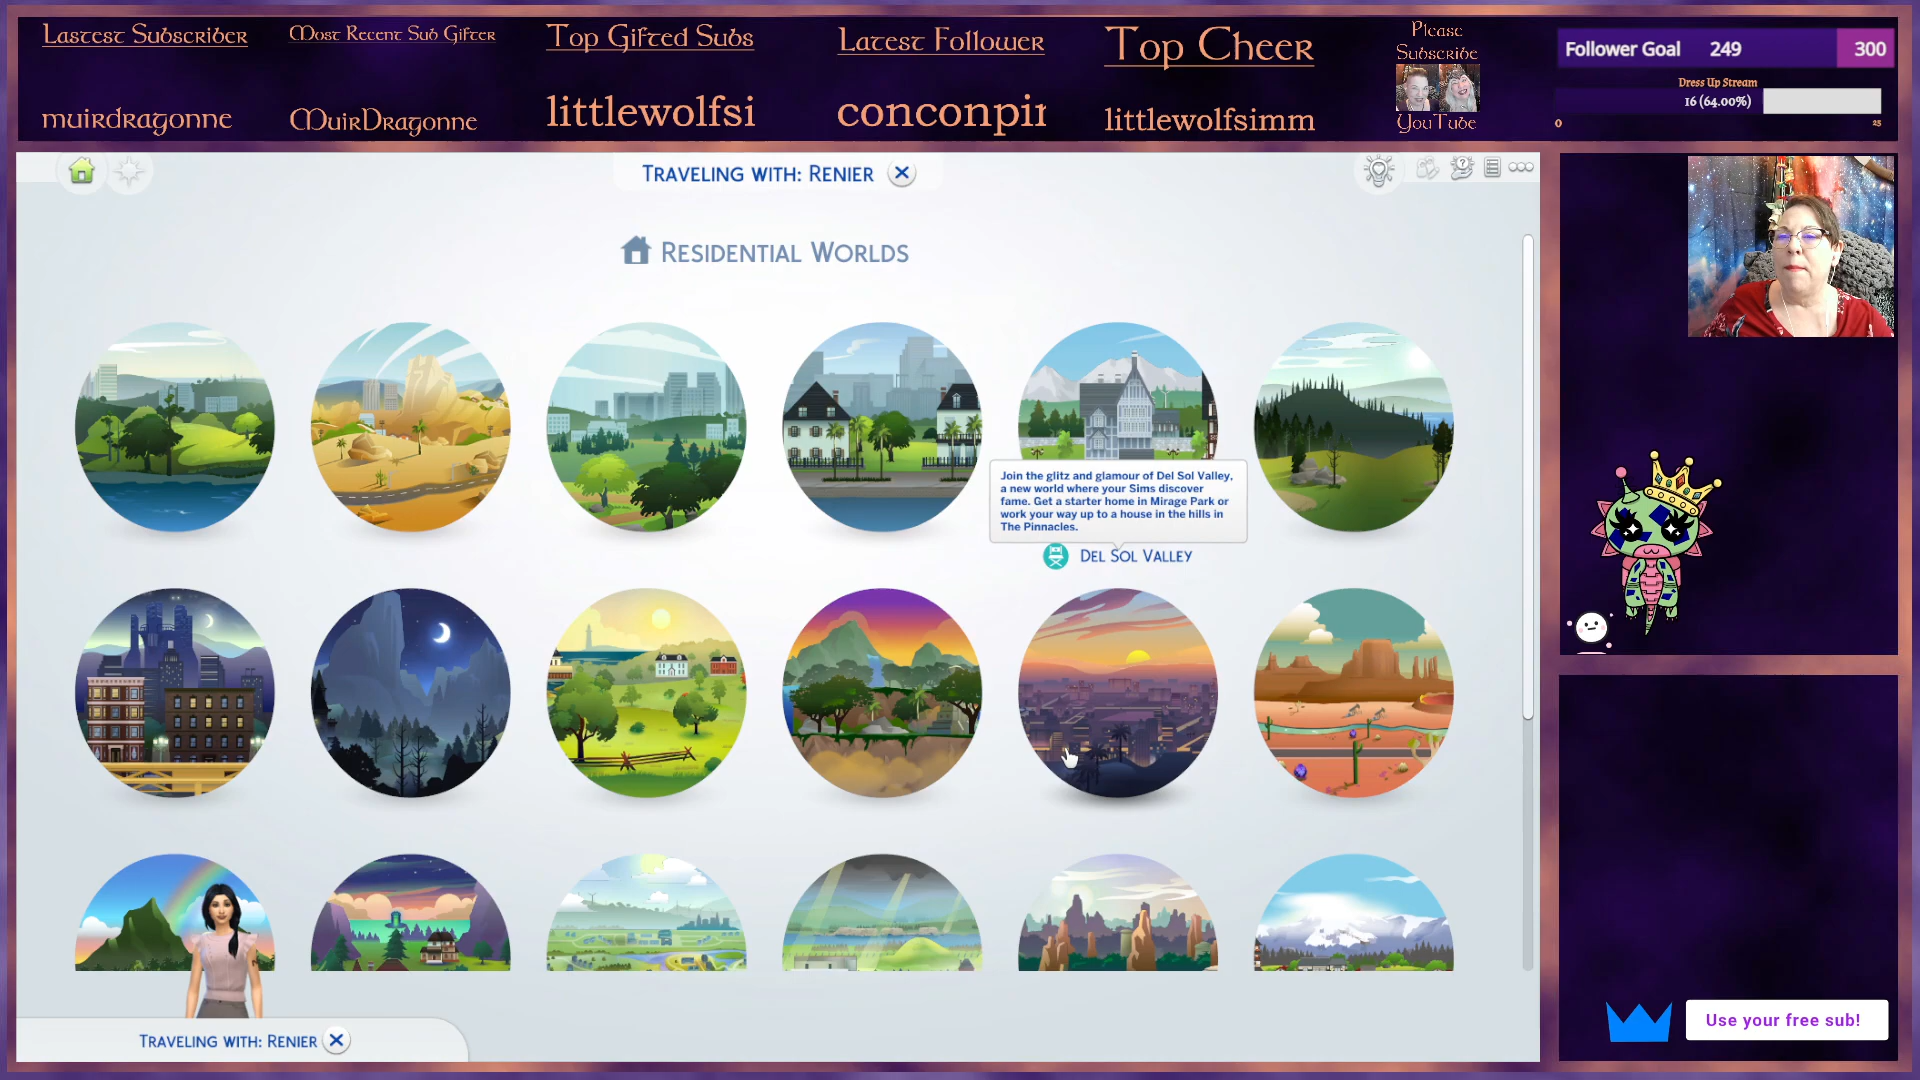 Lastest Subscriber
Most Recent Sub Gifter
Top Gifted Subs
Latest Follower
Top Cheer
Please
Subscribe
YouTube
muirdragonne
MuirDragonne
littlewolfsi
conconpir
littlewolfsimm
Follower Goal 249 300
Dress Up Stream
16 (64.00%)
0 25
Traveling with: Renier
Residential Worlds
Join the glitz and glamour of Del Sol Valley,
a new world where your Sims discover
fame. Get a starter home in Mirage Park or
work your way up to a house in the hills in
The Pinnacles.
Del Sol Valley
Traveling with: Renier
Use your free sub!